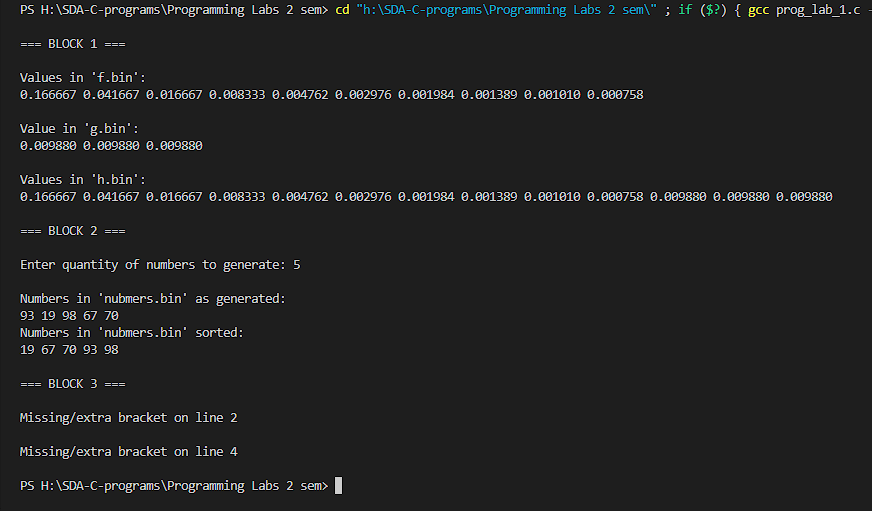 PS H:\SDA-C-programs\Programming Labs 2 sem> cd "h:\SDA-C-programs\Programming Labs 2 sem\" ; if ($?) { gcc prog_lab_1.c -
=== BLOCK 1 ===
Values in 'f.bin':
0.166667 0.041667 0.016667 0.008333 0.004762 0.002976 0.001984 0.001389 0.001010 0.000758
Value in 'g.bin':
0.009880 0.009880 0.009880
Values in 'h.bin':
0.166667 0.041667 0.016667 0.008333 0.004762 0.002976 0.001984 0.001389 0.001010 0.000758 0.009880 0.009880 0.009880
=== BLOCK 2 ===
Enter quantity of numbers to generate: 5
Numbers in 'nubmers.bin' as generated:
93 19 98 67 70
Numbers in 'nubmers.bin' sorted:
19 67 70 93 98
=== BLOCK 3 ===
Missing/extra bracket on line 2
Missing/extra bracket on line 4
PS H:\SDA-C-programs\Programming Labs 2 sem>